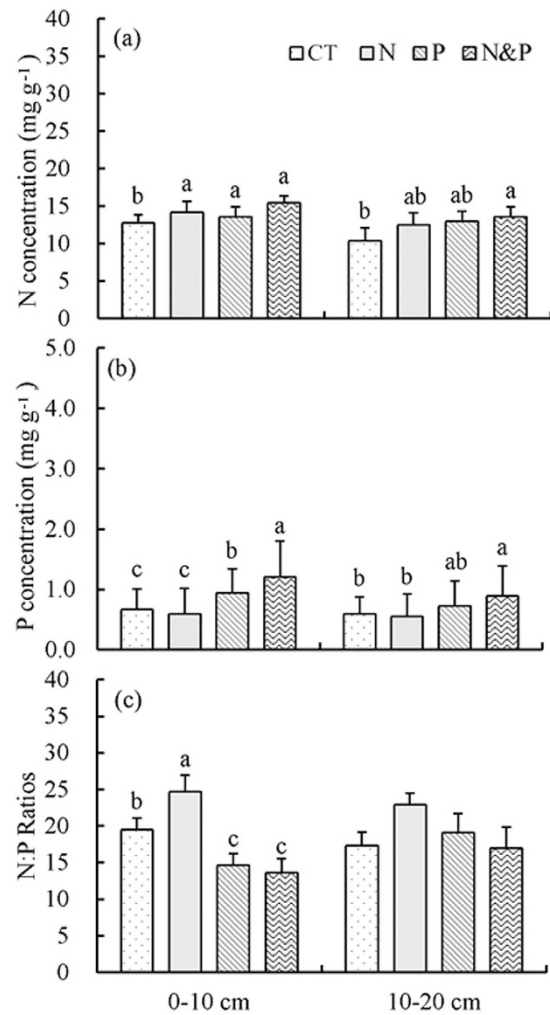 (a)
CT N P N&P
N concentration (mg g⁻¹)
40
35
30
25
20
15
10
5
0
b a a a b ab ab a
(b)
P concentration (mg g⁻¹)
5.0
4.0
3.0
2.0
1.0
0.0
c c b a b b ab a
(c)
N:P Ratios
40
35
30
25
20
15
10
5
0
b a c c
0-10 cm 10-20 cm